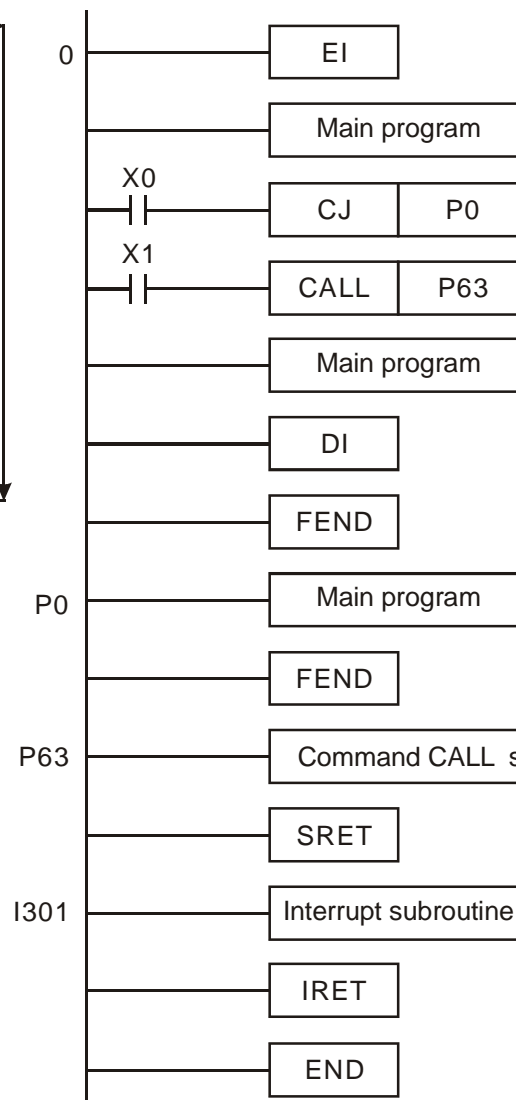 0 EI
Main program
X0
CJ P0
X1
CALL P63
Main program
DI
FEND
P0 Main program
FEND
P63 Command CALL
SRET
I301 Interrupt subroutine
IRET
END